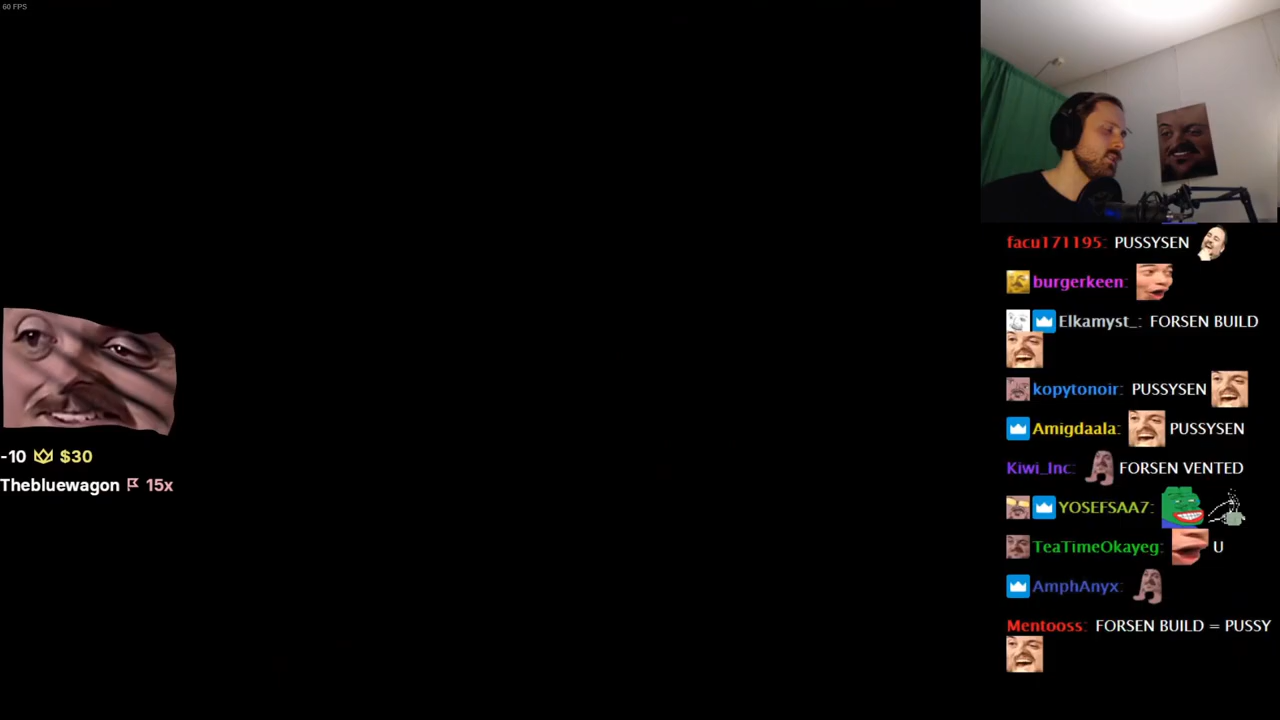 60 FPS
facu171195: PUSSYSEN
burgerkeen:
Elkamyst_: FORSEN BUILD
kopytonoir: PUSSYSEN
Amigdaala: PUSSYSEN
-10 $30
Kiwi_Inc: FORSEN VENTED
Thebluewagon 15x
YOSEFSAA7:
TeaTimeOkayeg: U
AmphAnyx:
Mentooss: FORSEN BUILD = PUSSY